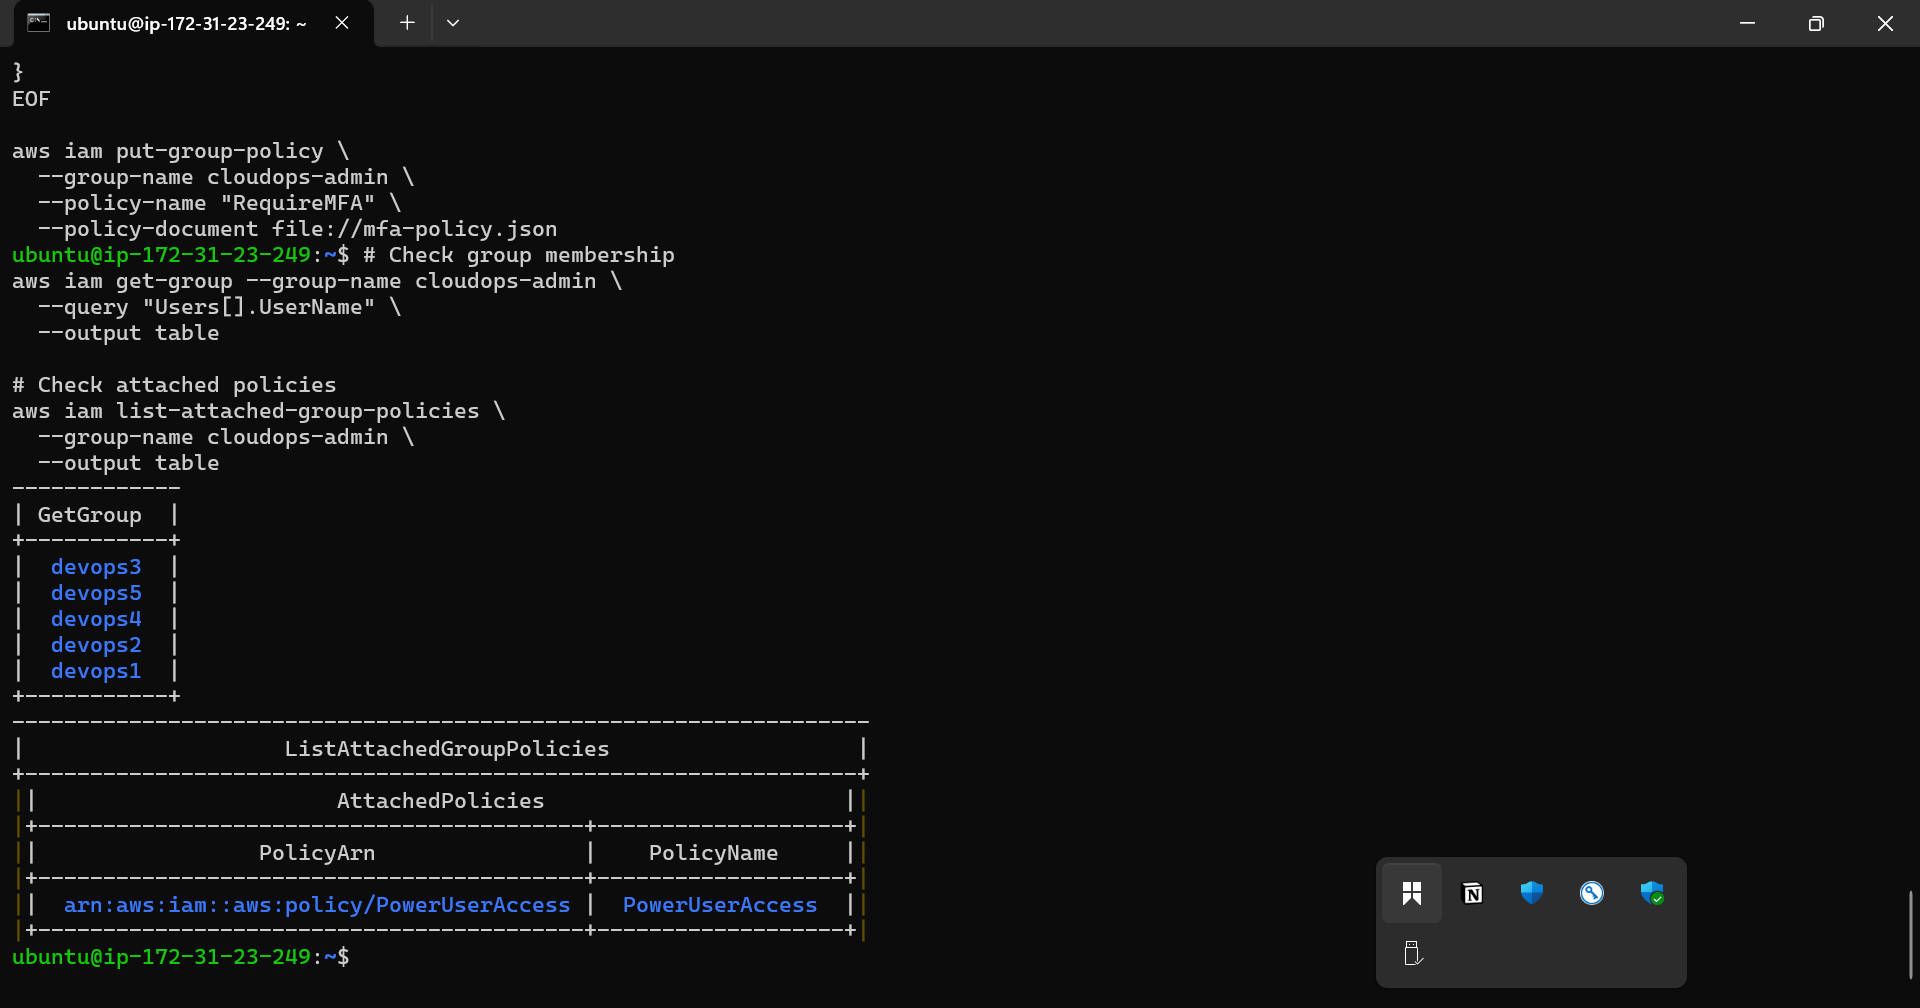 ubuntu@ip-172-31-23-249: ~
}
EOF
aws iam put-group-policy \
--group-name cloudops-admin \
--policy-name "RequireMFA" \
--policy-document file://mfa-policy.json
ubuntu@ip-172-31-23-249:~$ # Check group membership
aws iam get-group --group-name cloudops-admin \
--query "Users[].UserName" \
--output table
# Check attached policies
aws iam list-attached-group-policies \
--group-name cloudops-admin \
--output table
-------------
| GetGroup  |
+-----------+
|  devops3  |
|  devops5  |
|  devops4  |
|  devops2  |
|  devops1  |
+-----------+
------------------------------------------------------------------
|                    ListAttachedGroupPolicies                   |
+----------------------------------------------------------------+
||                       AttachedPolicies                       ||
|+-------------------------------------------+------------------+|
||                 PolicyArn                 |    PolicyName    ||
|+-------------------------------------------+------------------+|
||  arn:aws:iam::aws:policy/PowerUserAccess  |  PowerUserAccess ||
|+-------------------------------------------+------------------+|
ubuntu@ip-172-31-23-249:~$